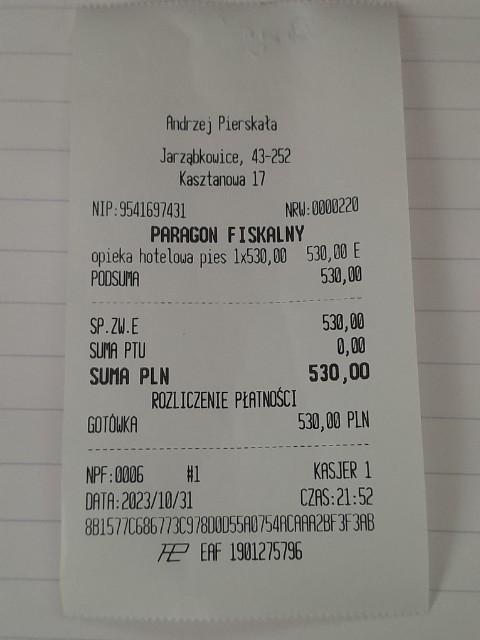 Andrzej Pierskała
Jarząbkowice, 43-252
Kasztanowa 17
NIP:9541697431 NRW:0000220
PARAGON FISKALNY
opieka hotelowa pies 1x530,00 530,00 E
PODSUMA 530,00
SP.ZW.E 530,00
SUMA PTU 0,00
SUMA PLN 530,00
ROZLICZENIE PŁATNOŚCI
GOTÓWKA 530,00 PLN
NPF:0006 #1 KASJER 1
DATA:2023/10/31 CZAS:21:52
8B1577C686773C978D0D55A0754ACAAA2BF3F3AB
EAF 1901275796